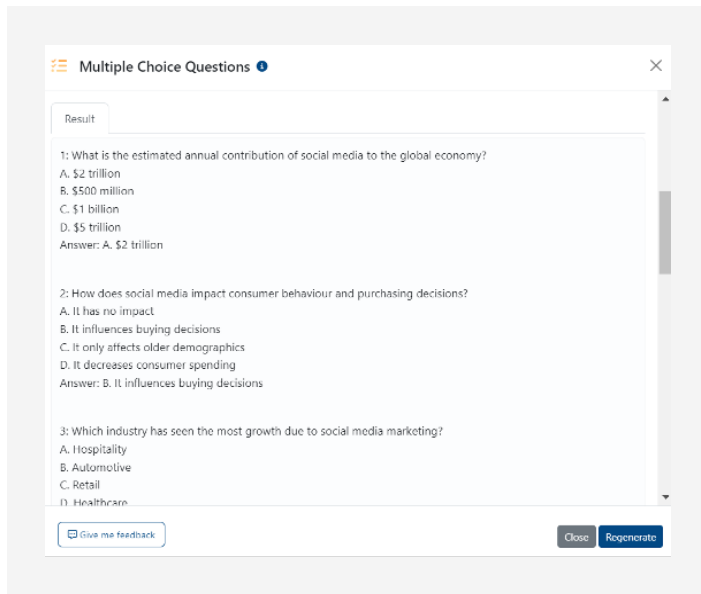 Multiple Choice Questions
Result
1: What is the estimated annual contribution of social media to the global economy?
A. $2 trillion
B. $500 million
C. $1 billion
D. $5 trillion
Answer: A. $2 trillion
2: How does social media impact consumer behaviour and purchasing decisions?
A. It has no impact
B. It influences buying decisions
C. It only affects older demographics
D. It decreases consumer spending
Answer: B. It influences buying decisions
3: Which industry has seen the most growth due to social media marketing?
A. Hospitality
B. Automotive
C. Retail
D. Healthcare
Give me feedback
Close Regenerate